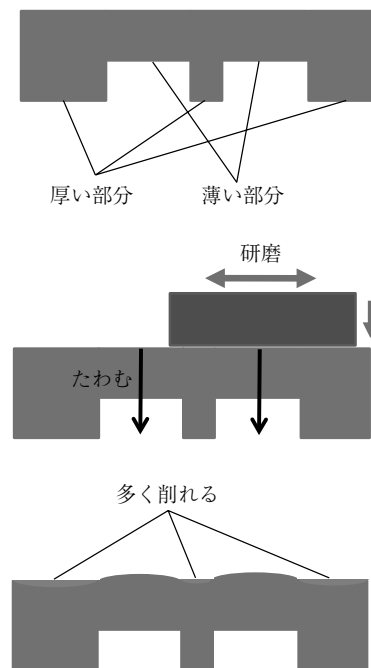 厚い部分
薄い部分
研磨
たわむ
多く削れる